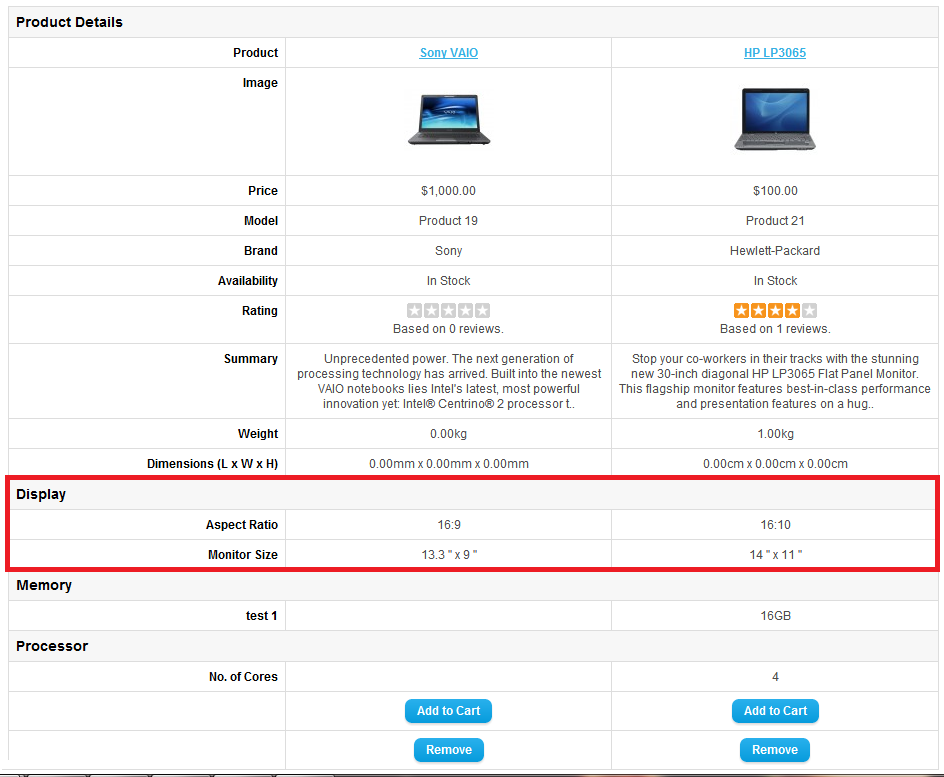 Product Details
Product Sony VAIO HP LP3065
Image
Price $1,000.00 $100.00
Model Product 19 Product 21
Brand Sony Hewlett-Packard
Availability In Stock In Stock
Rating
Based on 0 reviews. Based on 1 reviews.
Summary Unprecedented power. The next generation of Stop your co-workers in their tracks with the stunning
processing technology has arrived. Built into the newest new 30-inch diagonal HP LP3065 Flat Panel Monitor.
VAIO notebooks lies Intel's latest, most powerful This flagship monitor features best-in-class performance
innovation yet: Intel® Centrino® 2 processor t.. and presentation features on a hug..
Weight 0.00kg 1.00kg
Dimensions (L x W x H) 0.00mm x 0.00mm x 0.00mm 0.00cm x 0.00cm x 0.00cm
Display
Aspect Ratio 16:9 16:10
Monitor Size 13.3 " x 9 " 14 " x 11 "
Memory
test 1 16GB
Processor
No. of Cores 4
Add to Cart Add to Cart
Remove Remove